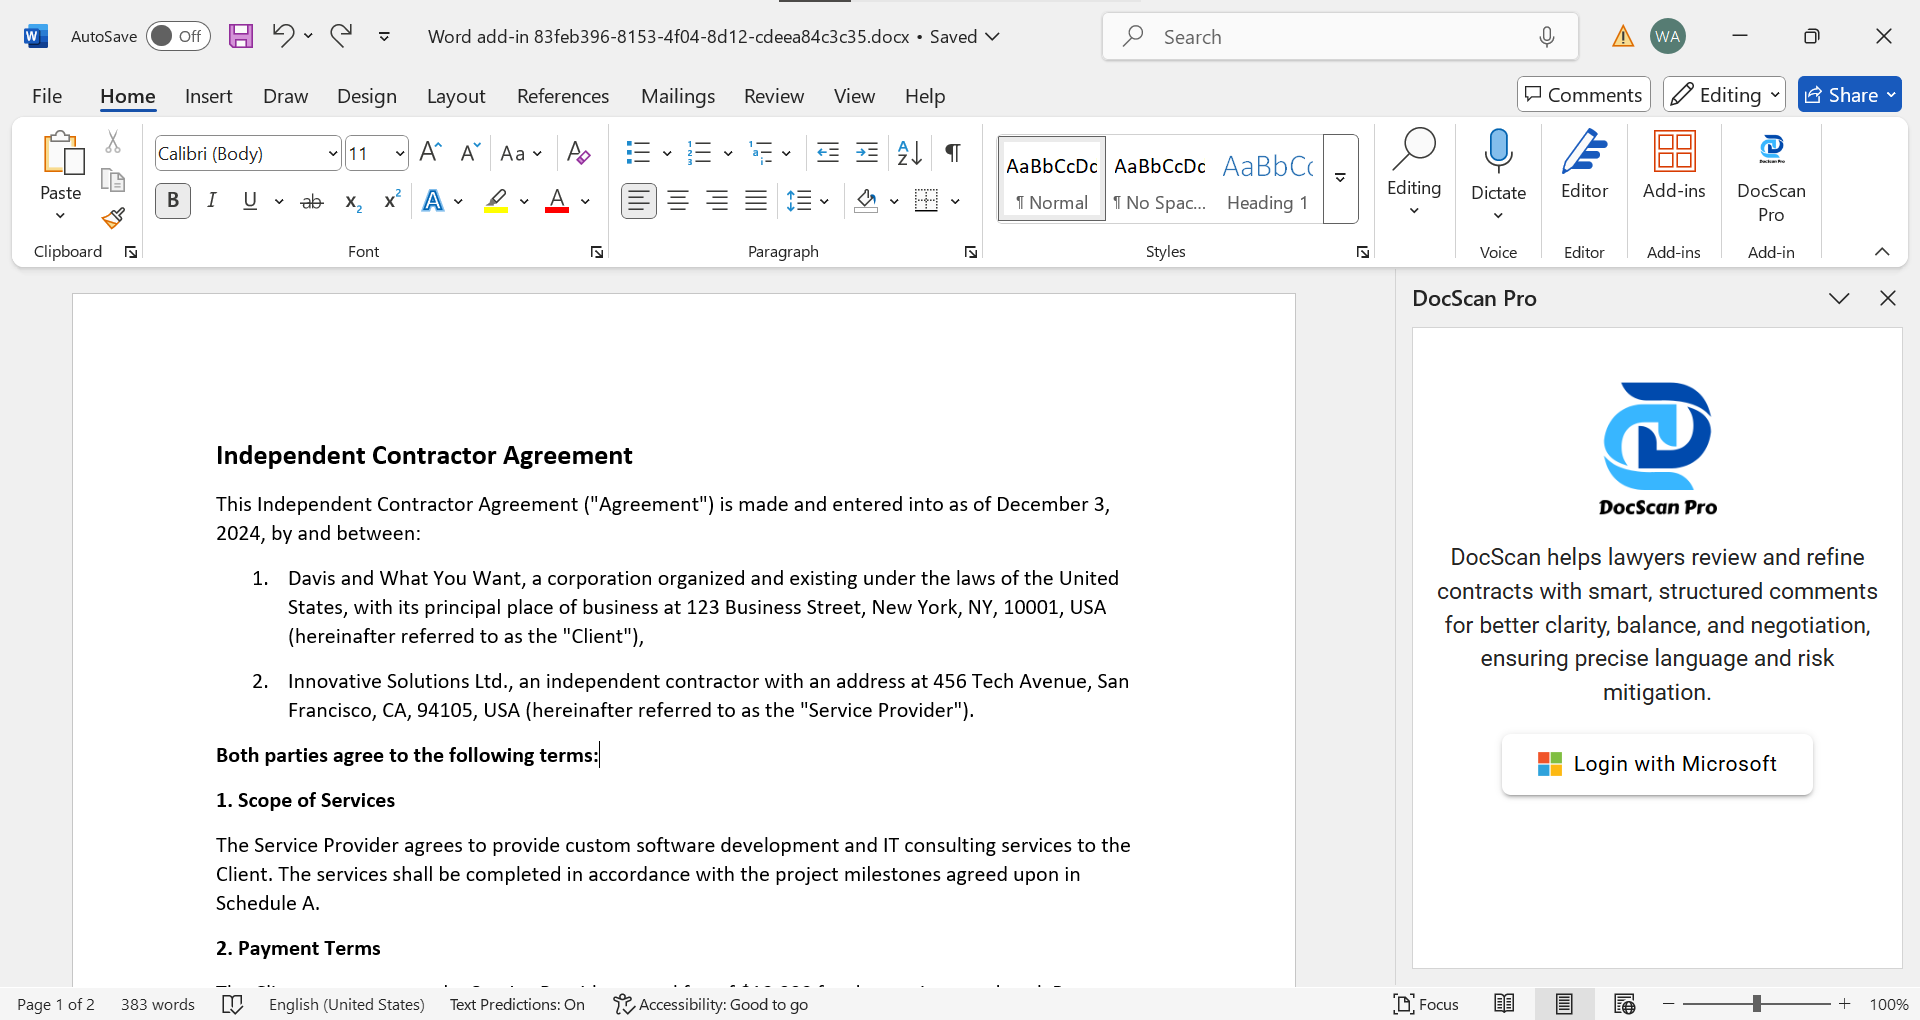 AutoSave Off Word add-in 83feb396-8153-4f04-8d12-cdeea84c3c35.docx • Saved Search WA
File Home Insert Draw Design Layout References Mailings Review View Help Comments Editing Share
Paste
Clipboard
Calibri (Body) 11
Font
Paragraph
AaBbCcDc AaBbCcDc AaBbCc
¶ Normal ¶ No Spac... Heading 1
Styles
Editing
Dictate
Voice
Editor
Editor
Add-ins
Add-ins
DocScan
Pro
Add-in
Independent Contractor Agreement
This Independent Contractor Agreement ("Agreement") is made and entered into as of December 3,
2024, by and between:
1. Davis and What You Want, a corporation organized and existing under the laws of the United
States, with its principal place of business at 123 Business Street, New York, NY, 10001, USA
(hereinafter referred to as the "Client"),
2. Innovative Solutions Ltd., an independent contractor with an address at 456 Tech Avenue, San
Francisco, CA, 94105, USA (hereinafter referred to as the "Service Provider").
Both parties agree to the following terms:
1. Scope of Services
The Service Provider agrees to provide custom software development and IT consulting services to the
Client. The services shall be completed in accordance with the project milestones agreed upon in
Schedule A.
2. Payment Terms
DocScan Pro
DocScan Pro
DocScan helps lawyers review and refine
contracts with smart, structured comments
for better clarity, balance, and negotiation,
ensuring precise language and risk
mitigation.
Login with Microsoft
Page 1 of 2 383 words English (United States) Text Predictions: On Accessibility: Good to go Focus 100%